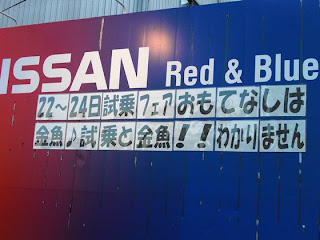 ISSAN Red & Blue
22〜24日試乗フェアおもてなしは
金魚♪試乗と金魚!!わかりません